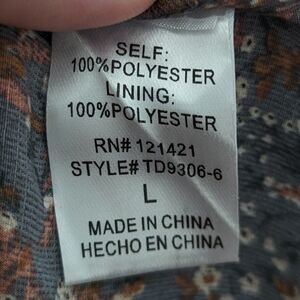 SELF:
100%POLYESTER
LINING:
100%POLYESTER
RN# 121421
STYLE# TD9306-6
L
MADE IN CHINA
HECHO EN CHINA